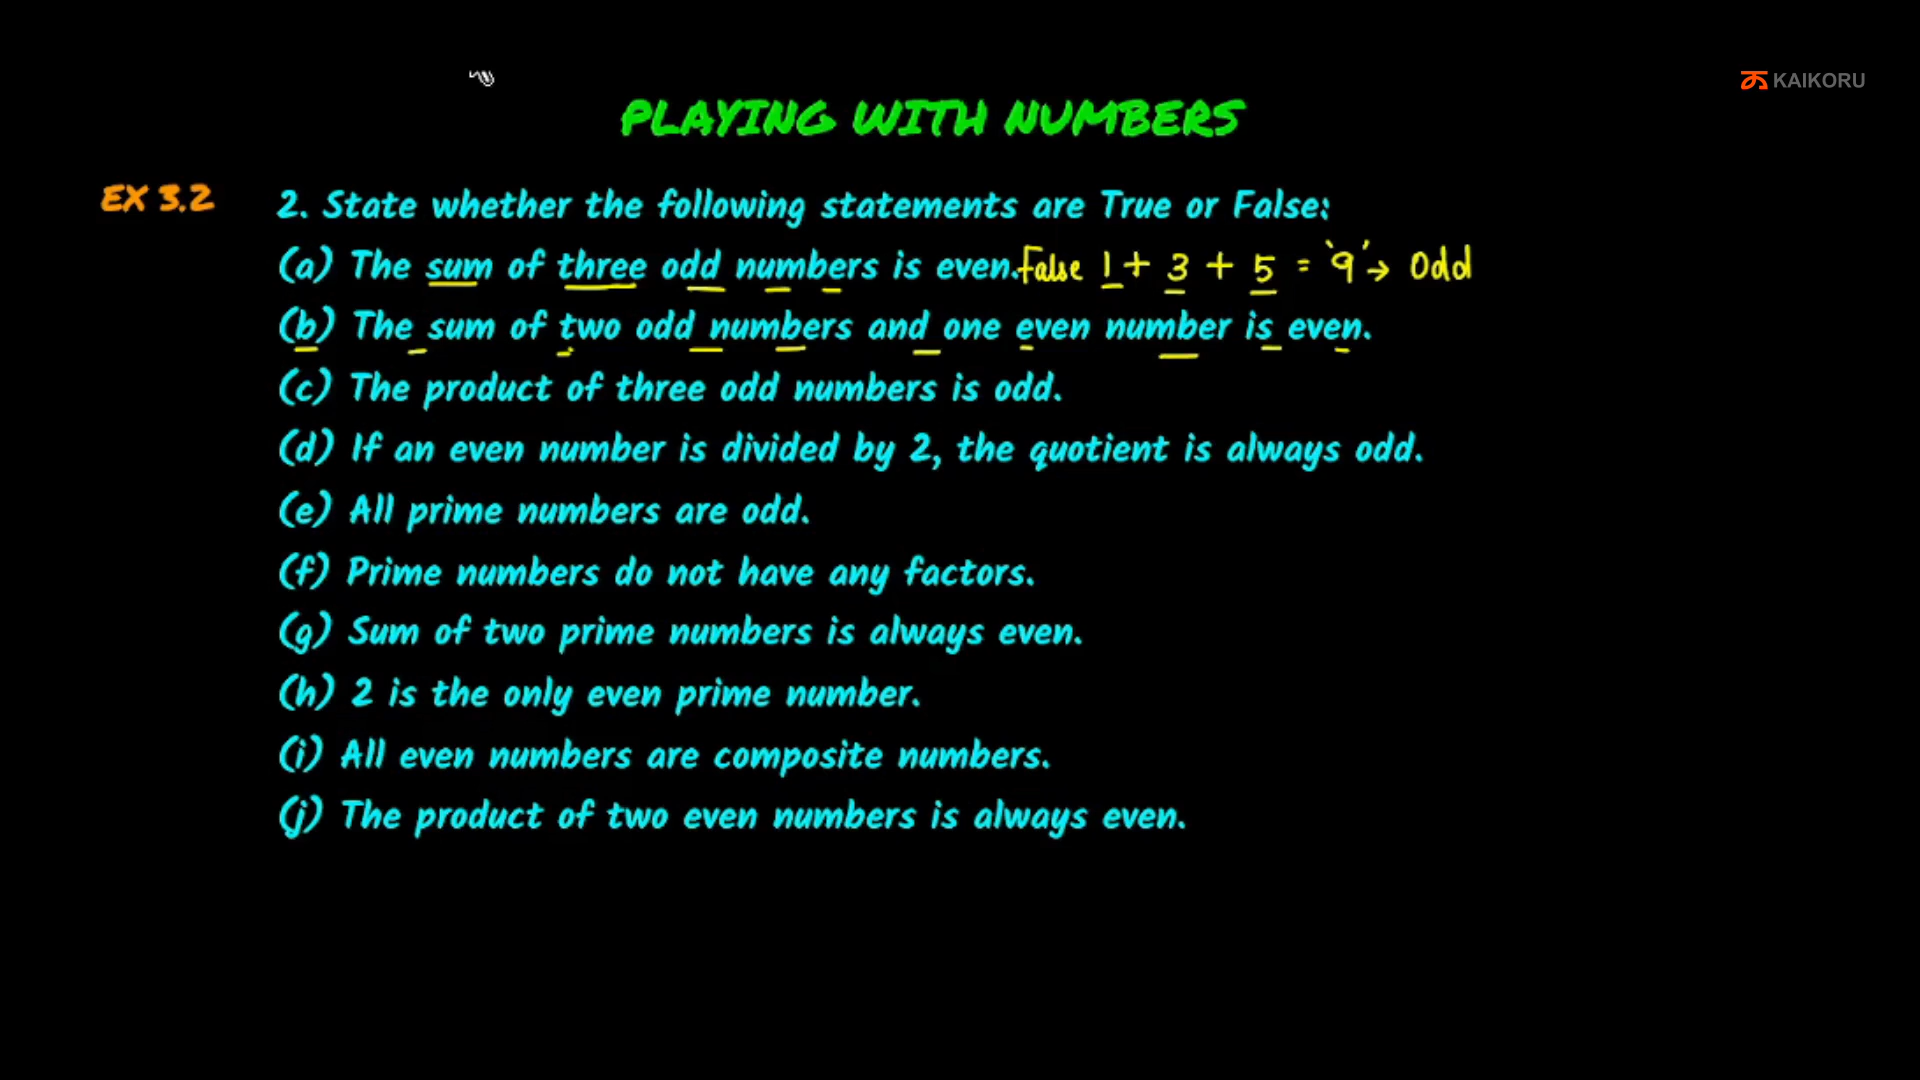 KAIKORU
PLAYING WITH NUMBERS
EX 3.2
2. State whether the following statements are True or False:
(a) The sum of three odd numbers is even. False 1 + 3 + 5 = '9' → Odd
(b) The sum of two odd numbers and one even number is even.
(c) The product of three odd numbers is odd.
(d) If an even number is divided by 2, the quotient is always odd.
(e) All prime numbers are odd.
(f) Prime numbers do not have any factors.
(g) Sum of two prime numbers is always even.
(h) 2 is the only even prime number.
(i) All even numbers are composite numbers.
(j) The product of two even numbers is always even.